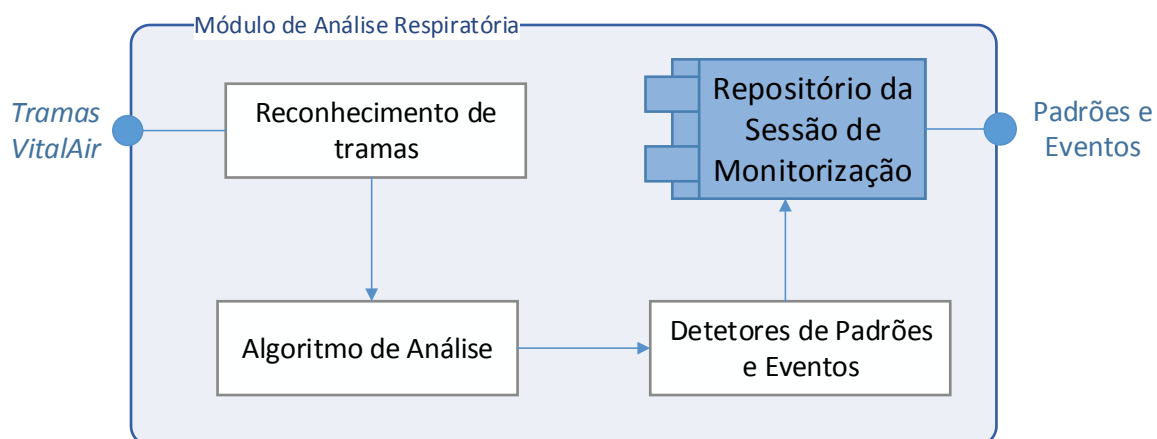 Módulo de Análise Respiratória
Tramas
VitalAir
Reconhecimento de
tramas
Repositório da
Sessão de
Monitorização
Padrões e
Eventos
Algoritmo de Análise
Detetores de Padrões
e Eventos